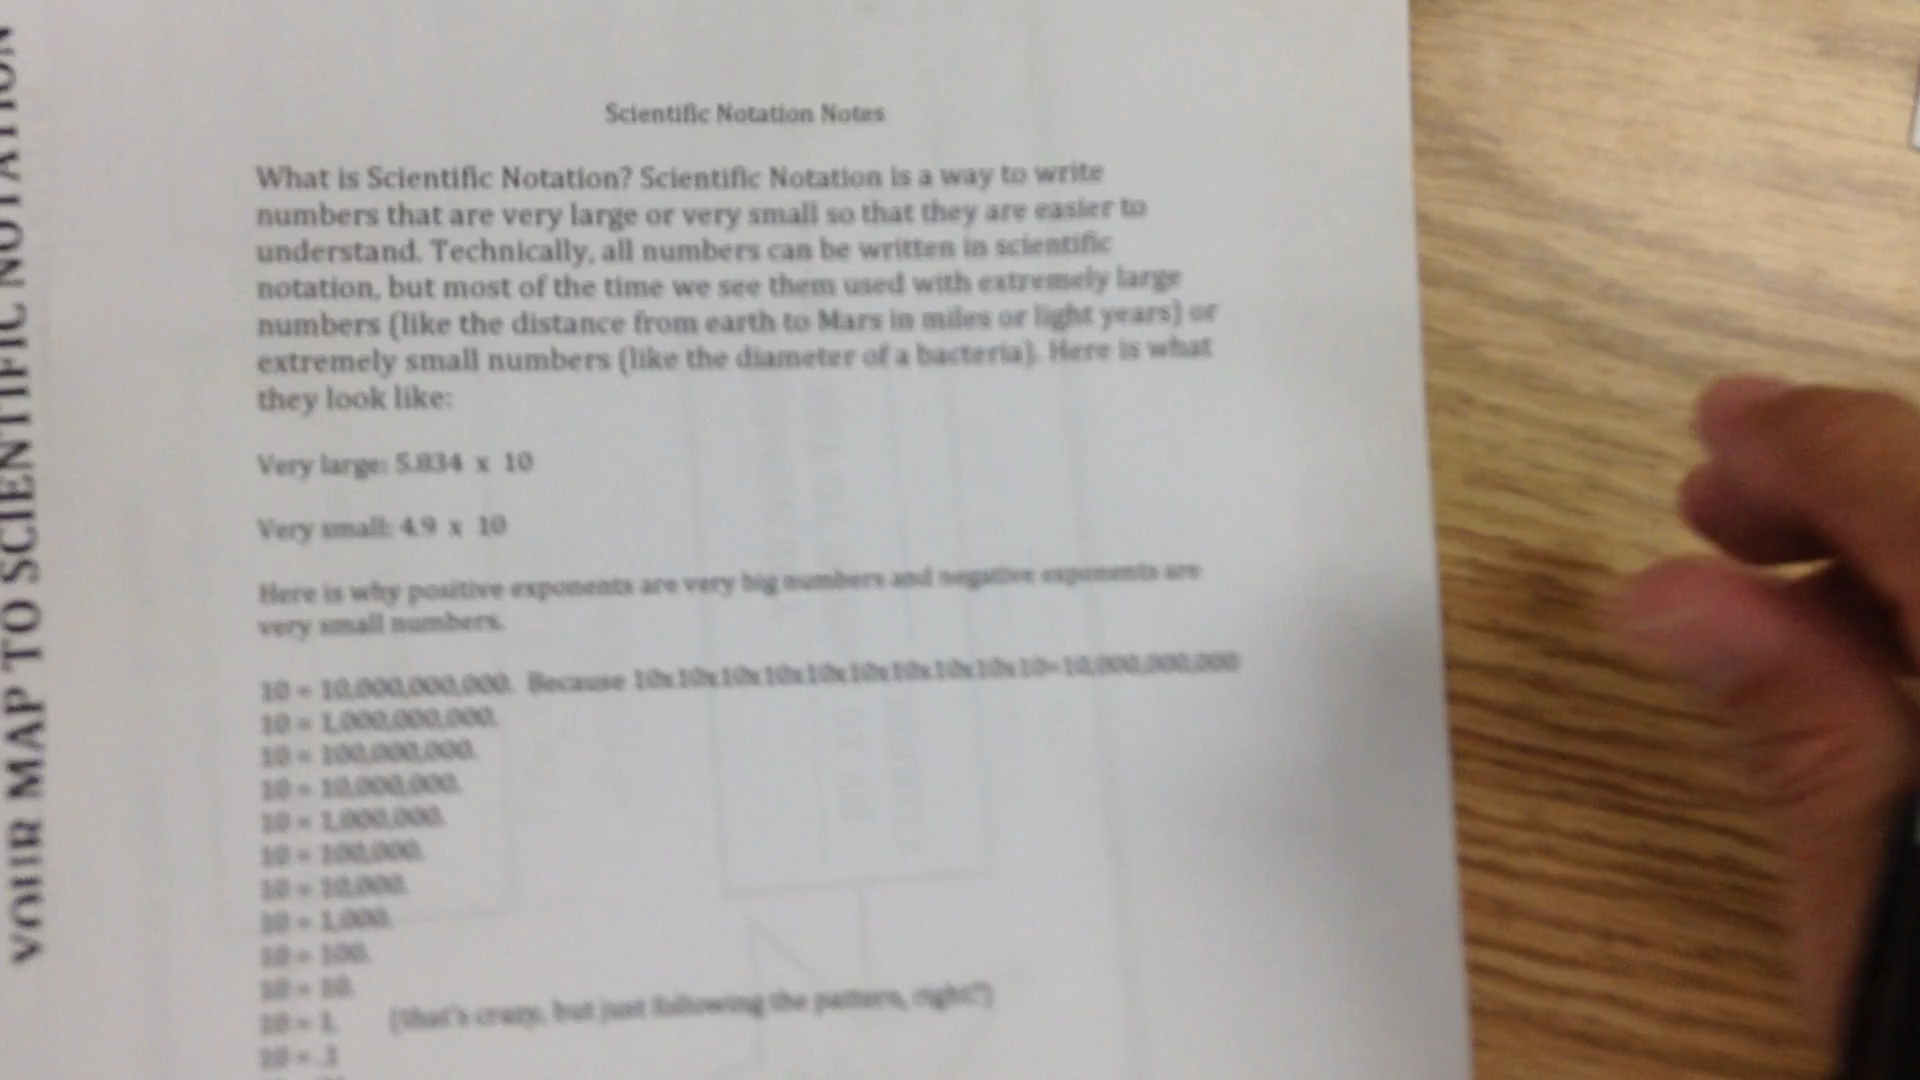 YOUR MAP TO SCIENTIFIC NOTATION
Scientific Notation Notes
What is Scientific Notation? Scientific Notation is a way to write
numbers that are very large or very small so that they are easier to
understand. Technically, all numbers can be written in scientific
notation, but most of the time we see them used with extremely large
numbers (like the distance from earth to Mars in miles or light years) or
extremely small numbers (like the diameter of a bacteria). Here is what
they look like:
Very large: 5.834 x 10
Very small: 4.9 x 10
Here is why positive exponents are very big numbers and negative exponents are
very small numbers.
10 = 10,000,000,000. Because 10x10x10x10x10x10x10x10x10x10=10,000,000,000
10 = 1,000,000,000.
10 = 100,000,000.
10 = 10,000,000.
10 = 1,000,000.
10 = 100,000.
10 = 10,000.
10 = 1,000.
10 = 100.
10 = 10.
10 = 1. (that's crazy, but just following the pattern, right?)
10 = .1